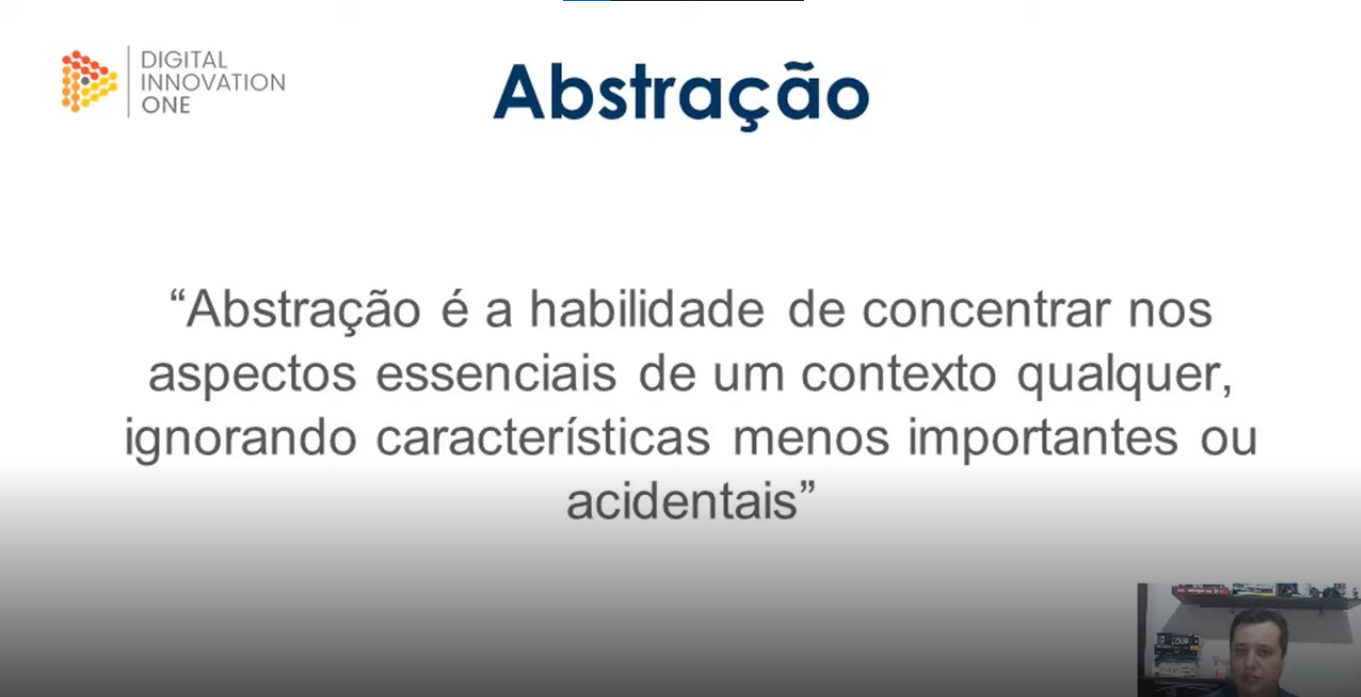 DIGITAL
INNOVATION
ONE
Abstração
“Abstração é a habilidade de concentrar nos
aspectos essenciais de um contexto qualquer,
ignorando características menos importantes ou
acidentais”